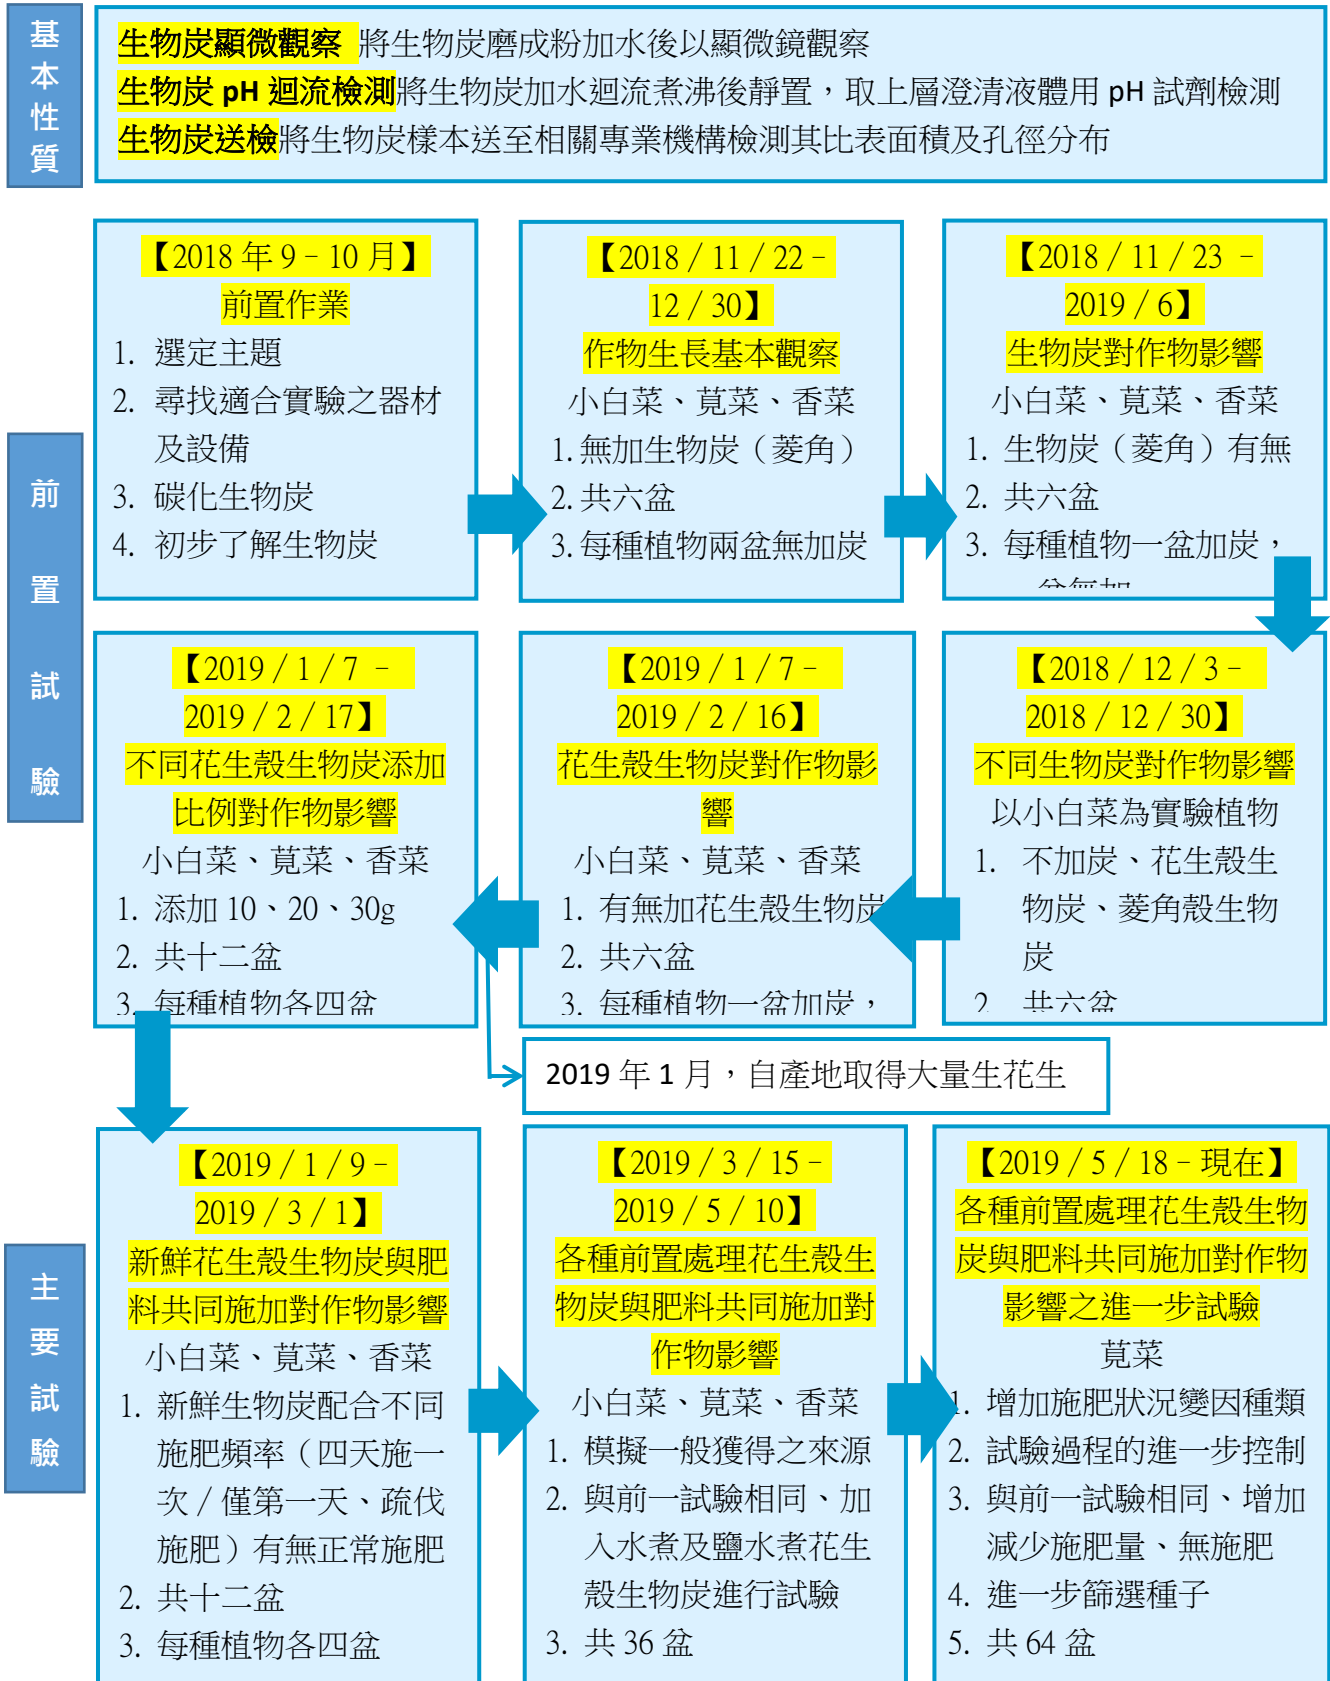 基本性質
生物炭顯微觀察 將生物炭磨成粉加水後以顯微鏡觀察
生物炭 pH 迴流檢測將生物炭加水迴流煮沸後靜置，取上層澄清液體用 pH 試劑檢測
生物炭送檢將生物炭樣本送至相關專業機構檢測其比表面積及孔徑分布
前置試驗
【2018 年 9－10 月】
前置作業
1. 選定主題
2. 尋找適合實驗之器材
及設備
3. 碳化生物炭
4. 初步了解生物炭
【2018／11／22－
12／30】
作物生長基本觀察
小白菜、莧菜、香菜
1. 無加生物炭（菱角）
2. 共六盆
3. 每種植物兩盆無加炭
【2018／11／23 －
2019／6】
生物炭對作物影響
小白菜、莧菜、香菜
1. 生物炭（菱角）有無
2. 共六盆
3. 每種植物一盆加炭，
【2018／12／3－
2018／12／30】
不同生物炭對作物影響
以小白菜為實驗植物
1. 不加炭、花生殼生
物炭、菱角殼生物
炭
2. 共六盆
【2019／1／7－
2019／2／16】
花生殼生物炭對作物影
響
小白菜、莧菜、香菜
1. 有無加花生殼生物炭
2. 共六盆
3. 每種植物一盆加炭，
【2019／1／7 －
2019／2／17】
不同花生殼生物炭添加
比例對作物影響
小白菜、莧菜、香菜
1. 添加 10、20、30g
2. 共十二盆
3. 每種植物各四盆
2019 年 1 月，自產地取得大量生花生
主要試驗
【2019／1／9－
2019／3／1】
新鮮花生殼生物炭與肥
料共同施加對作物影響
小白菜、莧菜、香菜
1. 新鮮生物炭配合不同
施肥頻率（四天施一
次／僅第一天、疏伐
施肥）有無正常施肥
2. 共十二盆
3. 每種植物各四盆
【2019／3／15－
2019／5／10】
各種前置處理花生殼生
物炭與肥料共同施加對
作物影響
小白菜、莧菜、香菜
1. 模擬一般獲得之來源
2. 與前一試驗相同、加
入水煮及鹽水煮花生
殼生物炭進行試驗
3. 共 36 盆
【2019／5／18－現在】
各種前置處理花生殼生物
炭與肥料共同施加對作物
影響之進一步試驗
莧菜
1. 增加施肥狀況變因種類
2. 試驗過程的進一步控制
3. 與前一試驗相同、增加
減少施肥量、無施肥
4. 進一步篩選種子
5. 共 64 盆